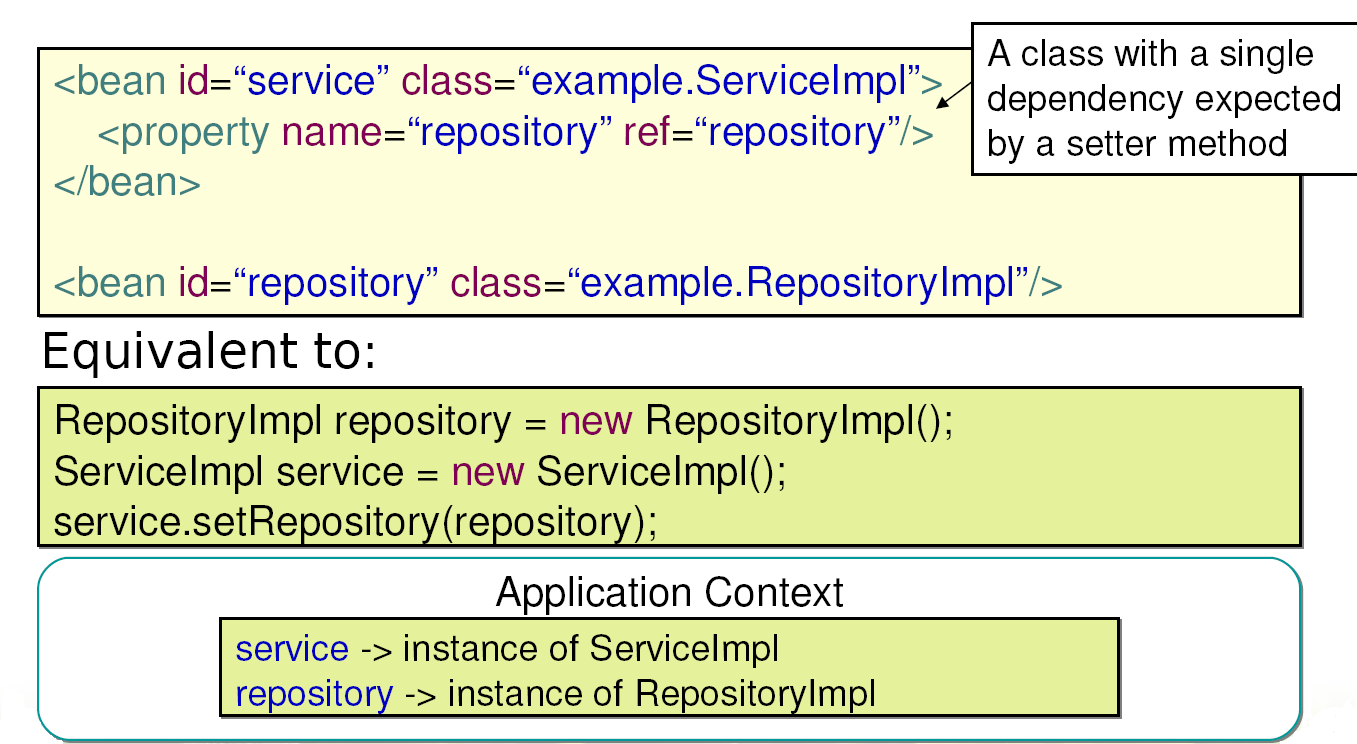 <bean id=“service” class=“example.ServiceImpl”>
<property name=“repository” ref=“repository”/>
</bean>
<bean id=“repository” class=“example.RepositoryImpl”/>
A class with a single
dependency expected
by a setter method
Equivalent to:
RepositoryImpl repository = new RepositoryImpl();
ServiceImpl service = new ServiceImpl();
service.setRepository(repository);
Application Context
service -> instance of ServiceImpl
repository -> instance of RepositoryImpl